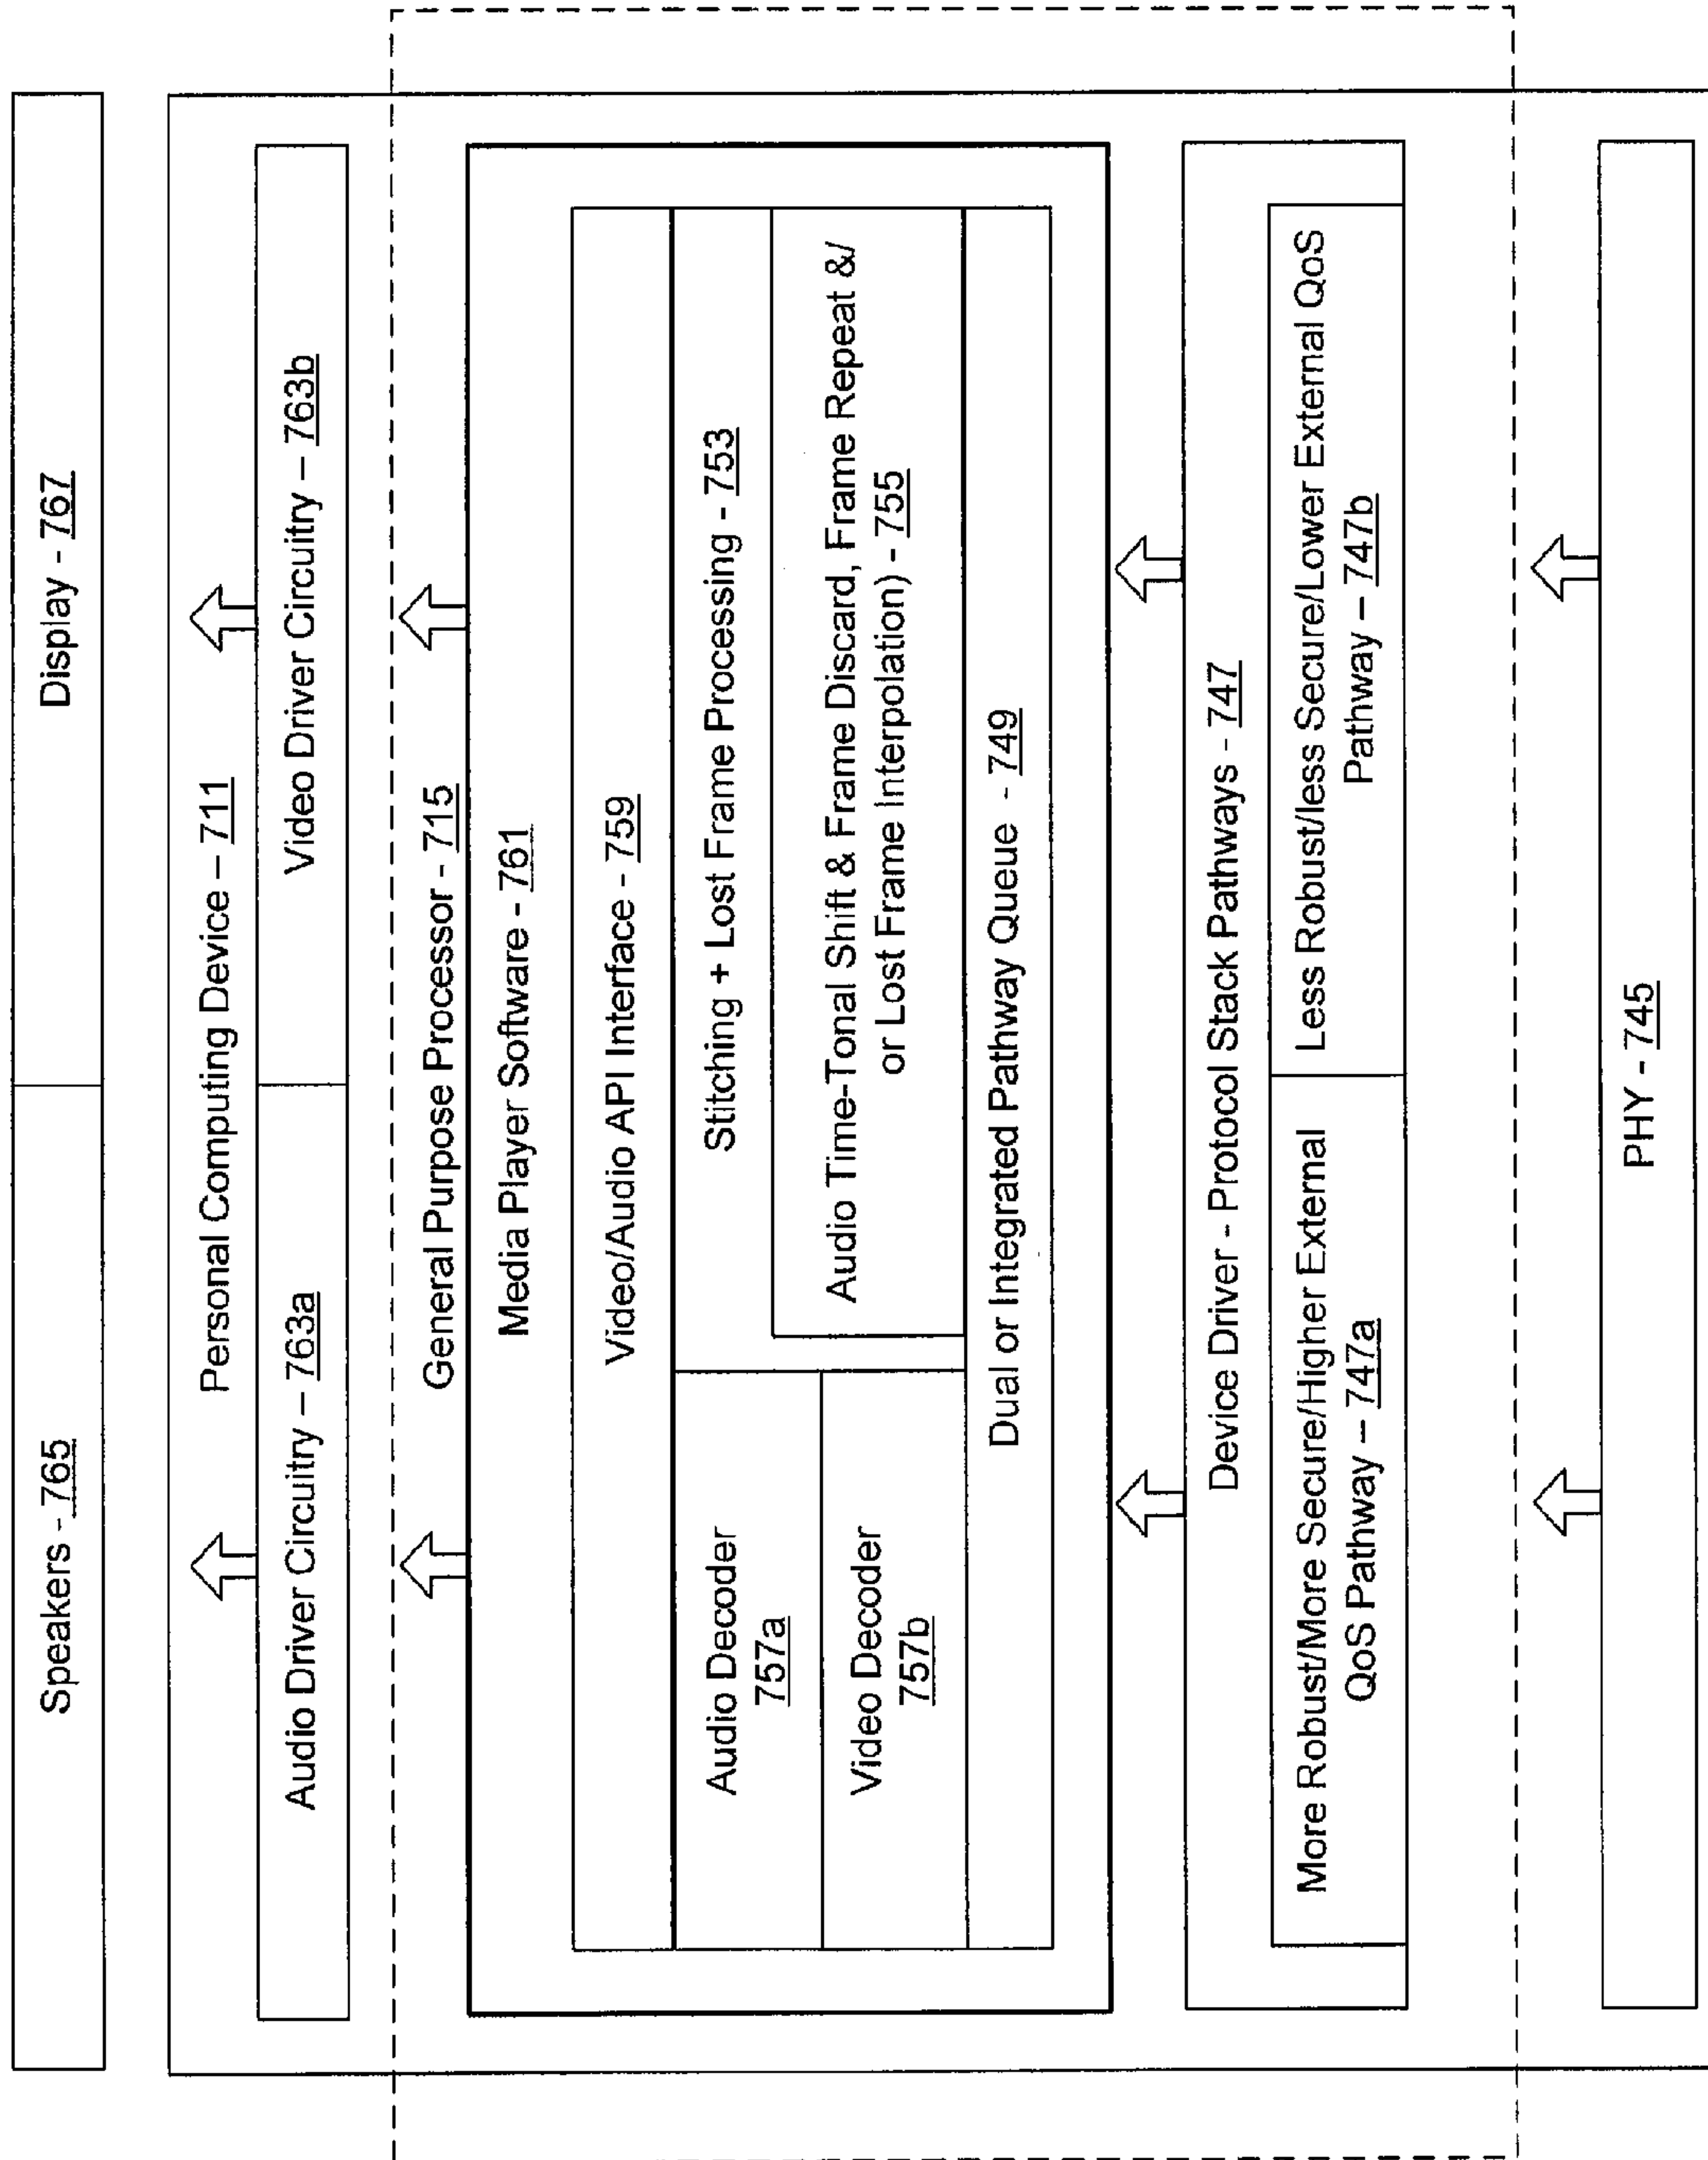 Speakers - 765
Display - 767
Personal Computing Device – 711
Audio Driver Circuitry – 763a
Video Driver Circuitry – 763b
General Purpose Processor - 715
Media Player Software - 761
Video/Audio API Interface - 759
Audio Decoder
757a
Video Decoder
757b
Stitching + Lost Frame Processing - 753
Audio Time-Tonal Shift & Frame Discard, Frame Repeat &/
or Lost Frame Interpolation) - 755
Dual or Integrated Pathway Queue - 749
Device Driver - Protocol Stack Pathways - 747
More Robust/More Secure/Higher External
QoS Pathway – 747a
Less Robust/less Secure/Lower External QoS
Pathway – 747b
PHY - 745